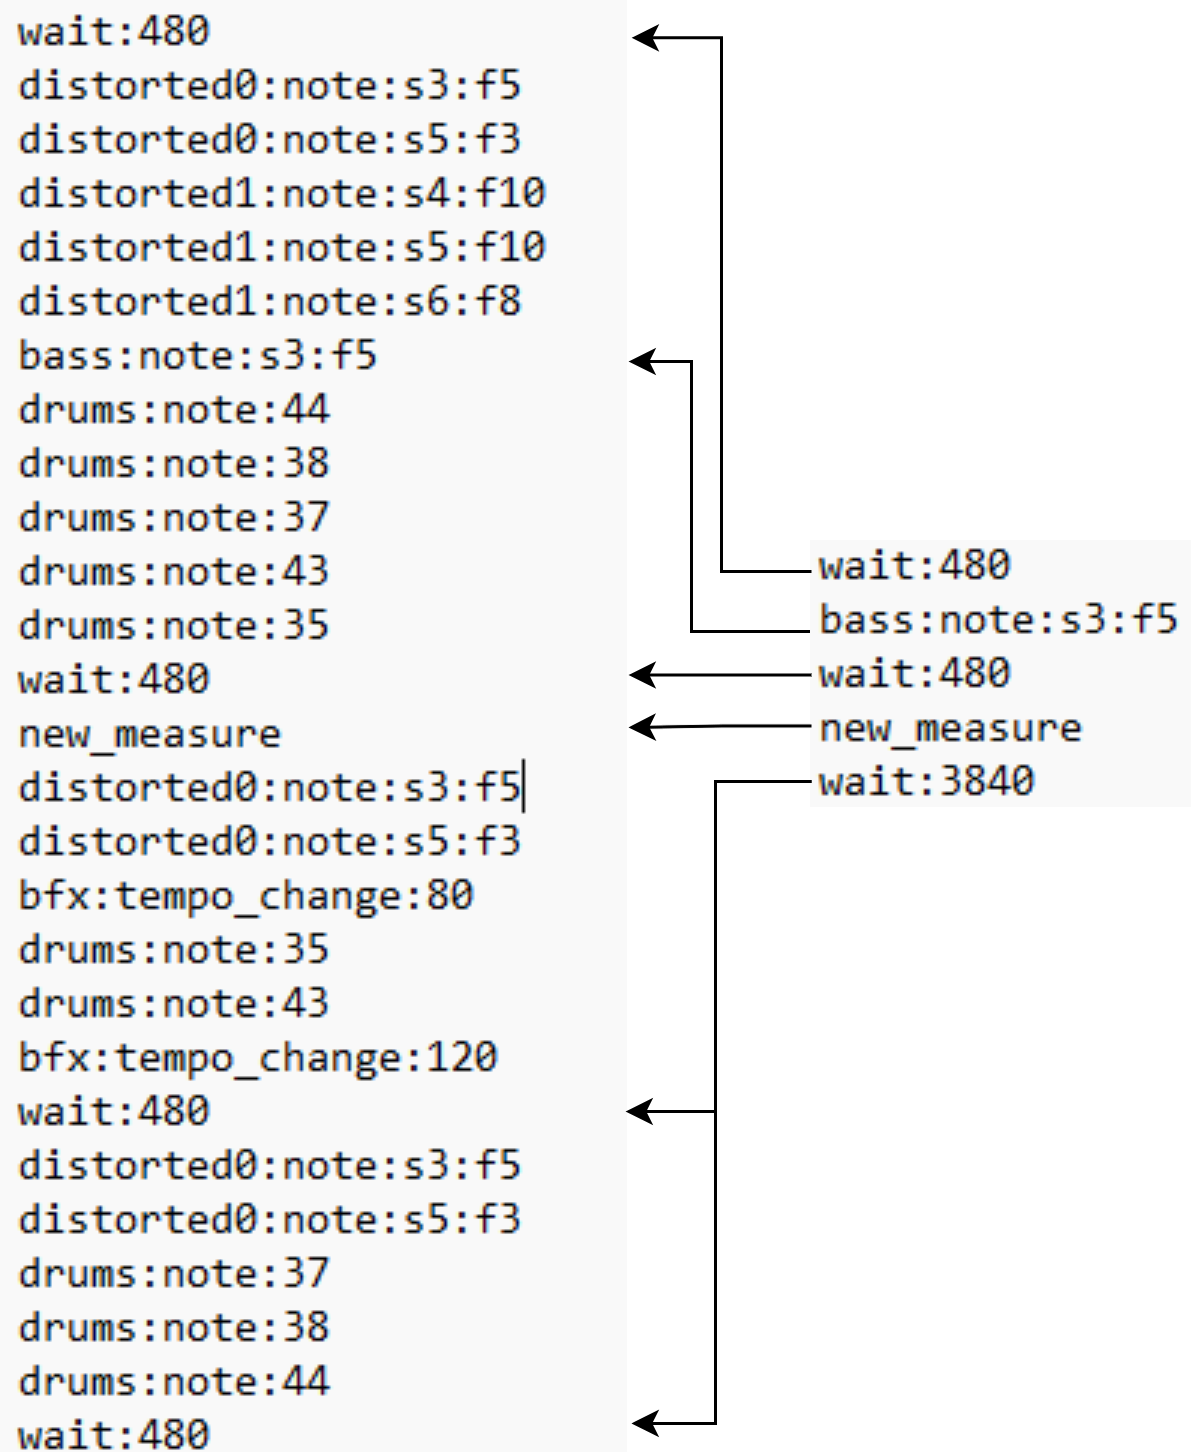 wait:480
distorted0:note:s3:f5
distorted0:note:s5:f3
distorted1:note:s4:f10
distorted1:note:s5:f10
distorted1:note:s6:f8
bass:note:s3:f5
drums:note:44
drums:note:38
drums:note:37
drums:note:43
drums:note:35
wait:480
new_measure
distorted0:note:s3:f5
distorted0:note:s5:f3
bfx:tempo_change:80
drums:note:35
drums:note:43
bfx:tempo_change:120
wait:480
distorted0:note:s3:f5
distorted0:note:s5:f3
drums:note:37
drums:note:38
drums:note:44
wait:480
wait:480
bass:note:s3:f5
wait:480
new_measure
wait:3840